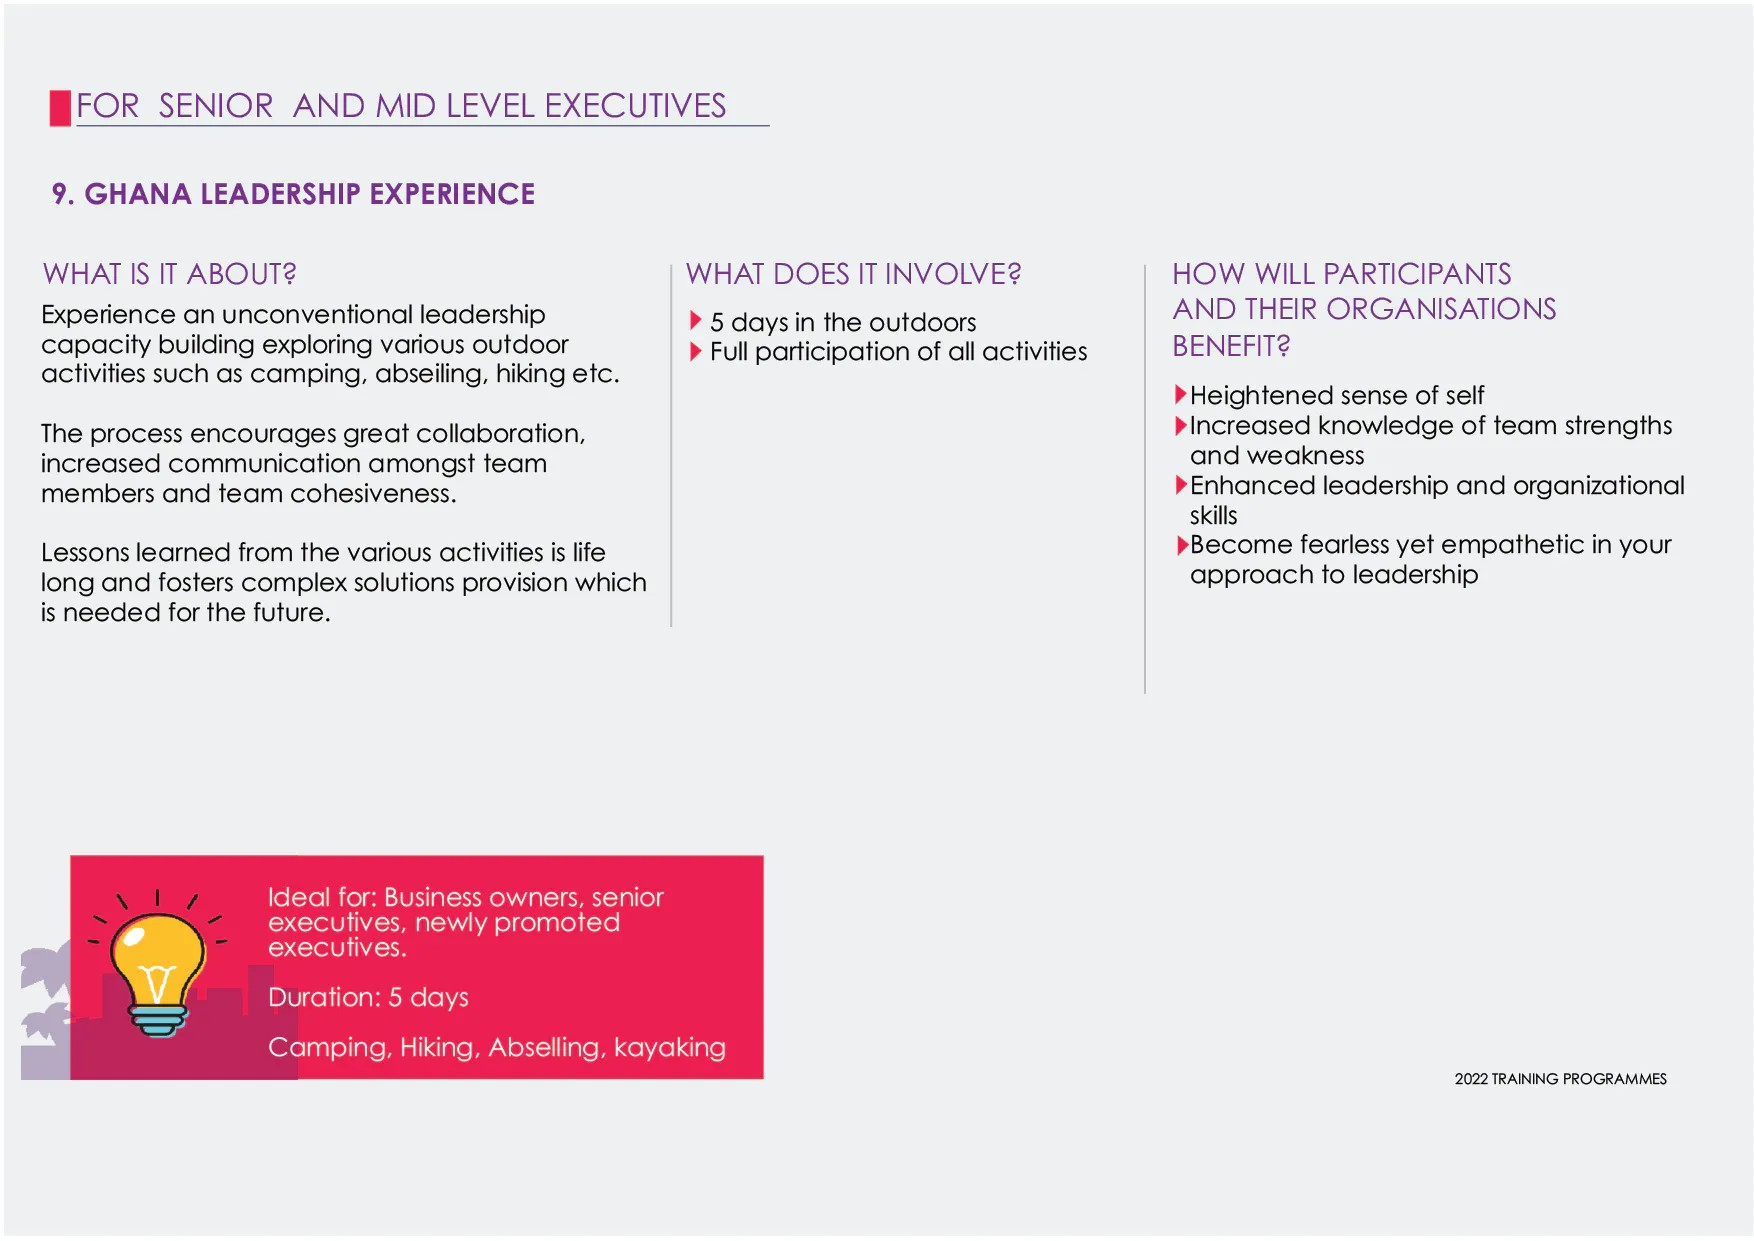 FOR SENIOR AND MID LEVEL EXECUTIVES
9. GHANA LEADERSHIP EXPERIENCE
WHAT IS IT ABOUT?
Experience an unconventional leadership
capacity building exploring various outdoor
activities such as camping, abseiling, hiking etc.
The process encourages great collaboration,
increased communication amongst team
members and team cohesiveness.
Lessons learned from the various activities is life
long and fosters complex solutions provision which
is needed for the future.
WHAT DOES IT INVOLVE?
5 days in the outdoors
Full participation of all activities
HOW WILL PARTICIPANTS
AND THEIR ORGANISATIONS
BENEFIT?
Heightened sense of self
Increased knowledge of team strengths
and weakness
Enhanced leadership and organizational
skills
Become fearless yet empathetic in your
approach to leadership
Ideal for: Business owners, senior
executives, newly promoted
executives.
Duration: 5 days
Camping, Hiking, Abselling, kayaking
2022 TRAINING PROGRAMMES